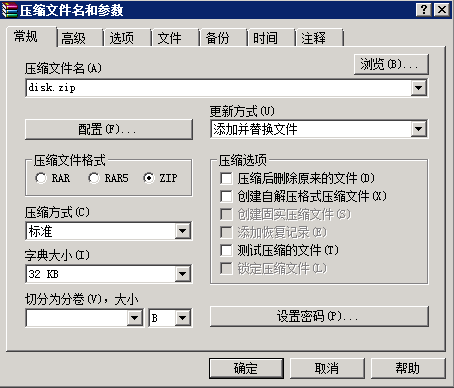 压缩文件名和参数
常规 高级 选项 文件 备份 时间 注释
压缩文件名(A)
浏览(B)...
disk.zip
更新方式(U)
配置(F)...
添加并替换文件
压缩文件格式
RAR RAR5 ZIP
压缩方式(C)
标准
字典大小(I)
32 KB
切分为分卷(V),大小
B
压缩选项
压缩后删除原来的文件(D)
创建自解压格式压缩文件(X)
创建固实压缩文件(S)
添加恢复记录(E)
测试压缩的文件(T)
锁定压缩文件(L)
设置密码(P)...
确定 取消 帮助